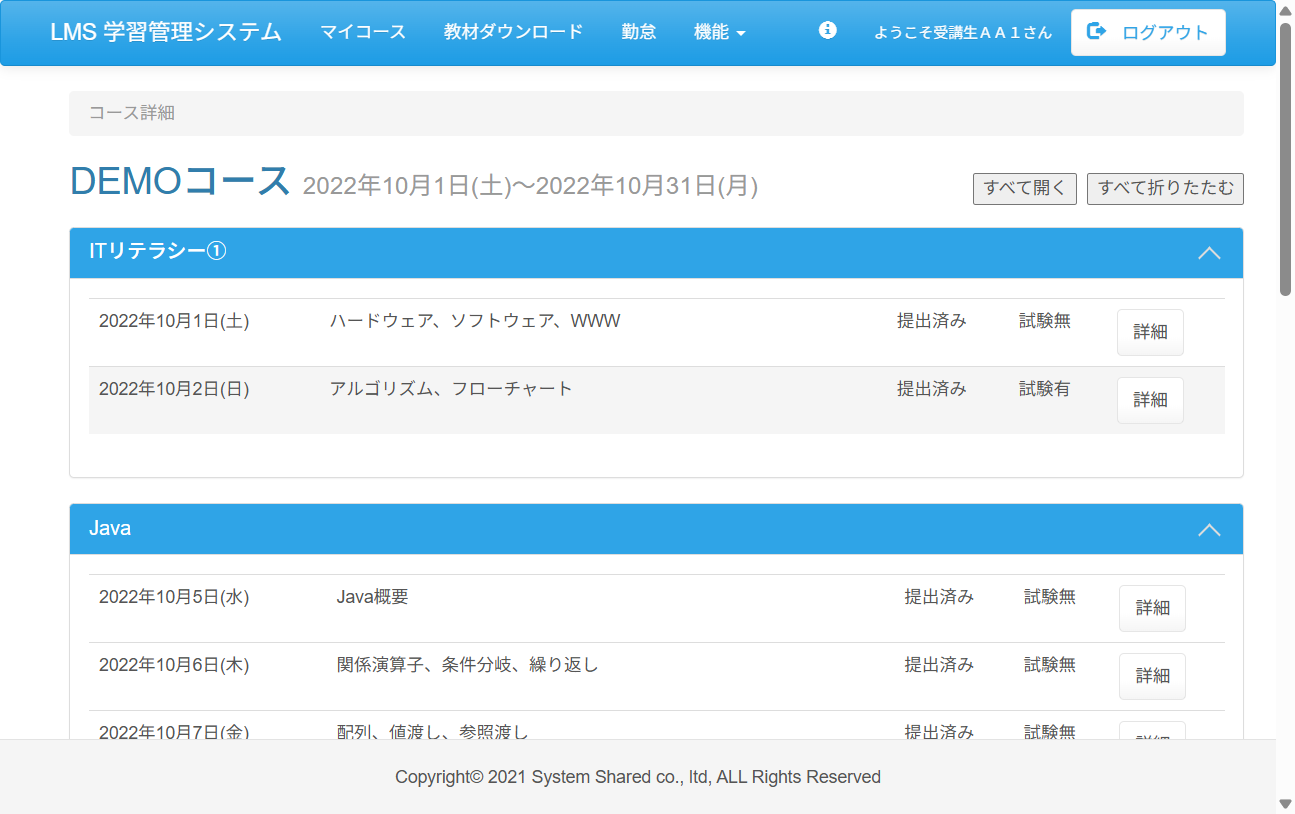 LMS 学習管理システム マイコース 教材ダウンロード 勤怠 機能 ようこそ受講生ＡＡ１さん ログアウト
コース詳細
DEMOコース 2022年10月1日(土)～2022年10月31日(月) すべて開く すべて折りたたむ
ITリテラシー①
2022年10月1日(土) ハードウェア、ソフトウェア、WWW 提出済み 試験無 詳細
2022年10月2日(日) アルゴリズム、フローチャート 提出済み 試験有 詳細
Java
2022年10月5日(水) Java概要 提出済み 試験無 詳細
2022年10月6日(木) 関係演算子、条件分岐、繰り返し 提出済み 試験無 詳細
2022年10月7日(金) 配列、値渡し、参照渡し 提出済み 試験無 詳細
Copyright© 2021 System Shared co., ltd, ALL Rights Reserved